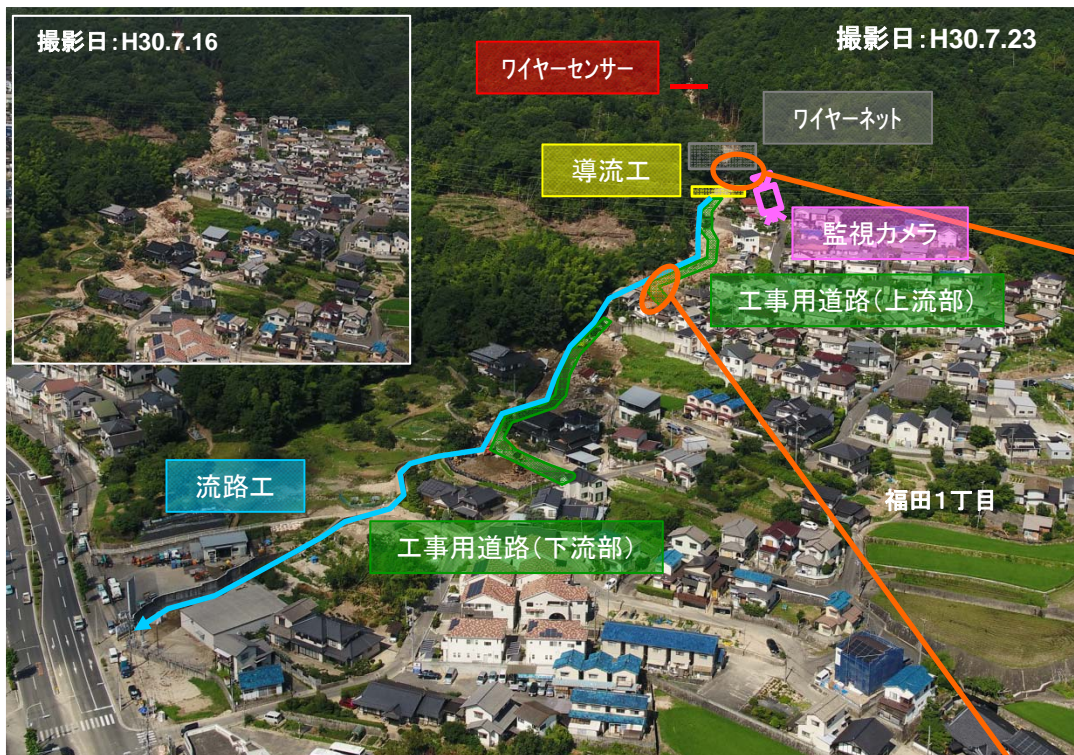 撮影日:H30.7.16
撮影日:H30.7.23
ワイヤーセンサー
ワイヤーネット
導流工
監視カメラ
工事用道路(上流部)
流路工
福田1丁目
工事用道路(下流部)